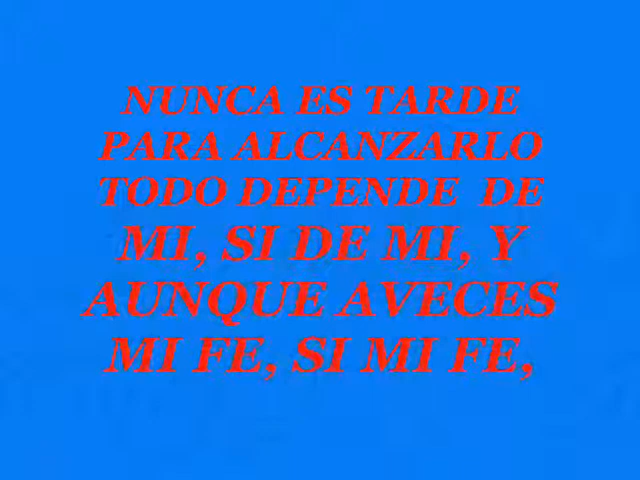 NUNCA ES TARDE
PARA ALCANZARLO
TODO DEPENDE DE
MI, SI DE MI, Y
AUNQUE AVECES
MI FE, SI MI FE,